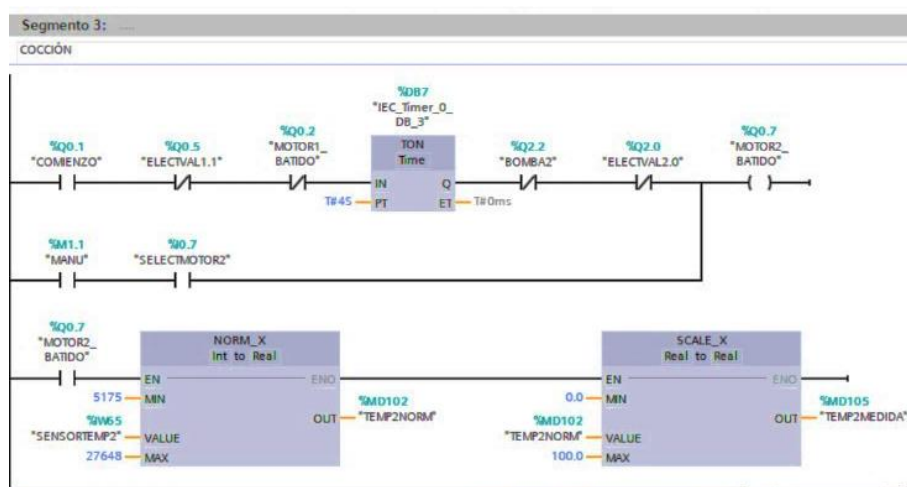 Segmento 3: ....
COCCIÓN
%DB7
"IEC_Timer_0_
DB_3"
%Q0.1
"COMIENZO"
%Q0.5
"ELECTVAL1.1"
%Q0.2
"MOTOR1_
BATIDO"
TON
Time
IN
Q
T#4S
PT
ET
T#0ms
%Q2.2
"BOMBA2"
%Q2.0
"ELECTVAL2.0"
%Q0.7
"MOTOR2_
BATIDO"
%M1.1
"MANU"
%I0.7
"SELECTMOTOR2"
%Q0.7
"MOTOR2_
BATIDO"
NORM_X
Int to Real
EN
ENO
5175
MIN
%IW65
"SENSORTEMP2"
VALUE
27648
MAX
OUT
%MD102
"TEMP2NORM"
SCALE_X
Real to Real
EN
ENO
0.0
MIN
%MD102
"TEMP2NORM"
VALUE
100.0
MAX
OUT
%MD105
"TEMP2MEDIDA"